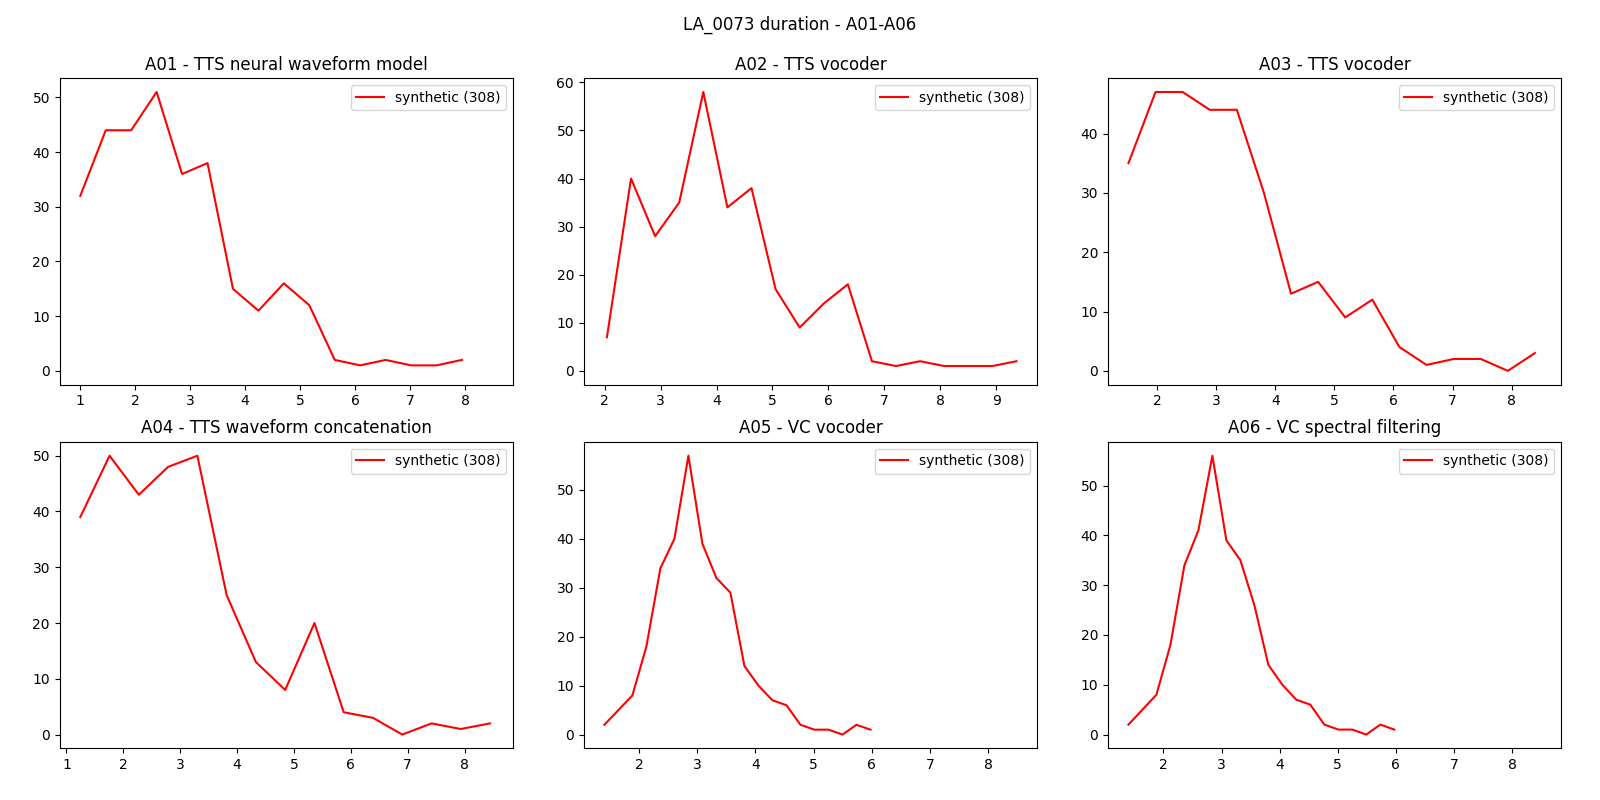 LA_0073 duration - A01-A06
A01 - TTS neural waveform model
synthetic (308)
50
40
30
20
10
0
1 2 3 4 5 6 7 8
A02 - TTS vocoder
synthetic (308)
60
50
40
30
20
10
0
2 3 4 5 6 7 8 9
A03 - TTS vocoder
synthetic (308)
40
30
20
10
0
2 3 4 5 6 7 8
A04 - TTS waveform concatenation
synthetic (308)
50
40
30
20
10
0
1 2 3 4 5 6 7 8
A05 - VC vocoder
synthetic (308)
50
40
30
20
10
0
2 3 4 5 6 7 8
A06 - VC spectral filtering
synthetic (308)
50
40
30
20
10
0
2 3 4 5 6 7 8